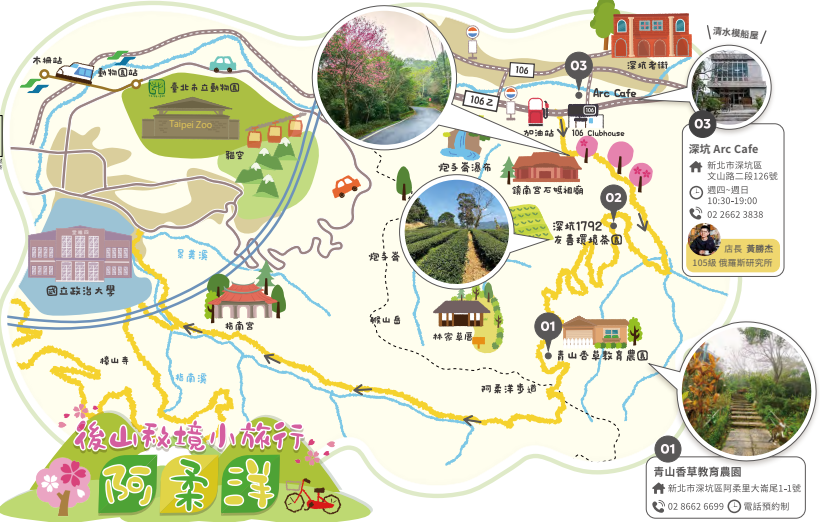 木柵站
動物園站
臺北市立動物園
Taipei Zoo
貓空
國立政治大學
景美溪
指南宮
樟山寺
指南溪
猴山岳
炮子崙瀑布
炮子崙
林家草厝
阿柔洋步道
106
106乙
加油站
106
106 Clubhouse
03
Arc Cafe
深坑老街
鎮南宮石媽祖廟
02
深坑1792
友善環境茶園
01
青山香草教育農園
清水模船屋
03
深坑 Arc Cafe
新北市深坑區
文山路二段126號
週四~週日
10:30-19:00
02 2662 3838
店長 黃勝杰
105級 俄羅斯研究所
01
青山香草教育農園
新北市深坑區阿柔里大崙尾1-1號
02 8662 6699 電話預約制
後山秘境小旅行
阿柔洋